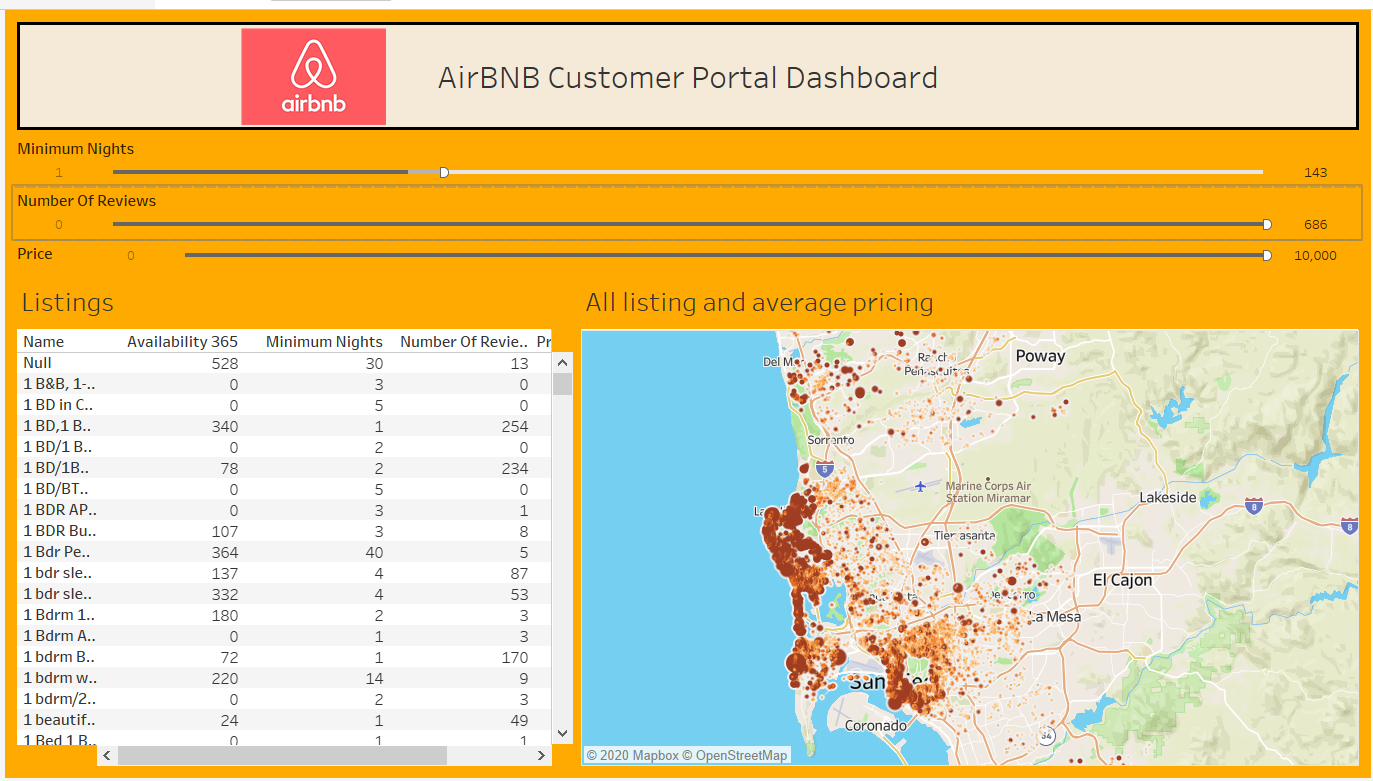 airbnb
AirBNB Customer Portal Dashboard
Minimum Nights
1 143
Number Of Reviews
0 686
Price 0 10,000
Listings
Name Availability 365 Minimum Nights Number Of Revie.. Pr
Null 528 30 13
1 B&B, 1-.. 0 3 0
1 BD in C.. 0 5 0
1 BD,1 B.. 340 1 254
1 BD/1 B.. 0 2 0
1 BD/1B.. 78 2 234
1 BD/BT.. 0 5 0
1 BDR AP.. 0 3 1
1 BDR Bu.. 107 3 8
1 Bdr Pe.. 364 40 5
1 bdr sle.. 137 4 87
1 bdr sle.. 332 4 53
1 Bdrm 1.. 180 2 3
1 Bdrm A.. 0 1 3
1 bdrm B.. 72 1 170
1 bdrm w.. 220 14 9
1 bdrm/2.. 0 2 3
1 beautif.. 24 1 49
1 Bed 1 B.. 0 1 1
All listing and average pricing
Poway
Sorrento
5
Marine Corps Air
Station Miramar
Lakeside
8
8
El Cajon
La Mesa
Coronado
94
© 2020 Mapbox © OpenStreetMap